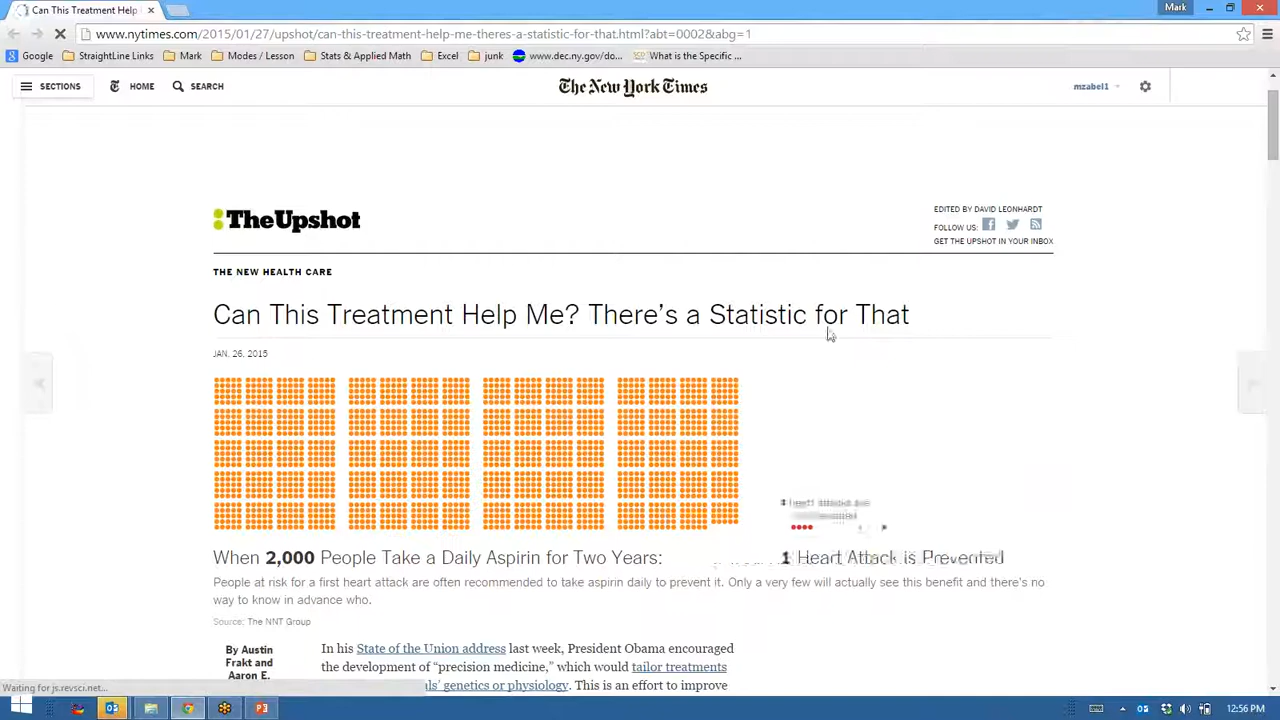 Can This Treatment Help
Mark
www.nytimes.com/2015/01/27/upshot/can-this-treatment-help-me-theres-a-statistic-for-that.html?abt=0002&abg=1
Google StraightLine Links Mark Modes / Lesson Stats & Applied Math Excel junk www.dec.ny.gov/do... What is the Specific ...
SECTIONS HOME SEARCH The New York Times mzabel1
TheUpshot
EDITED BY DAVID LEONHARDT
FOLLOW US:
GET THE UPSHOT IN YOUR INBOX
THE NEW HEALTH CARE
Can This Treatment Help Me? There's a Statistic for That
JAN. 26, 2015
When 2,000 People Take a Daily Aspirin for Two Years: 1 Heart Attack is Prevented
People at risk for a first heart attack are often recommended to take aspirin daily to prevent it. Only a very few will actually see this benefit and there's no
way to know in advance who.
Source: The NNT Group
By Austin
Frakt and
Aaron E.
In his State of the Union address last week, President Obama encouraged
the development of “precision medicine,” which would tailor treatments
genetics or physiology. This is an effort to improve
Waiting for js.revsci.net...
12:56 PM